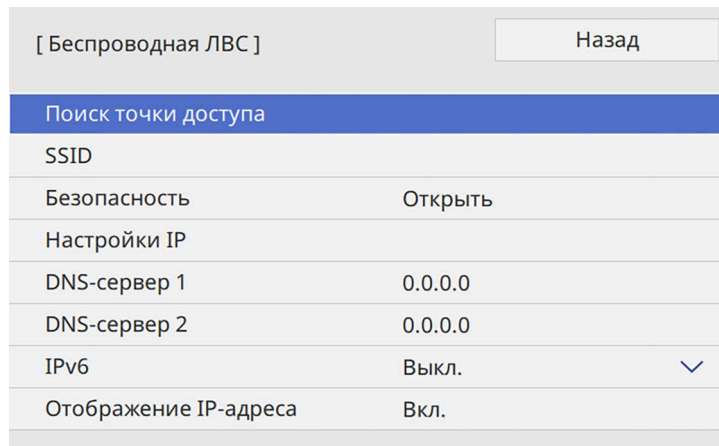 [ Беспроводная ЛВС ]
Назад
Поиск точки доступа
SSID
Безопасность Открыть
Настройки IP
DNS-сервер 1 0.0.0.0
DNS-сервер 2 0.0.0.0
IPv6 Выкл.
Отображение IP-адреса Вкл.